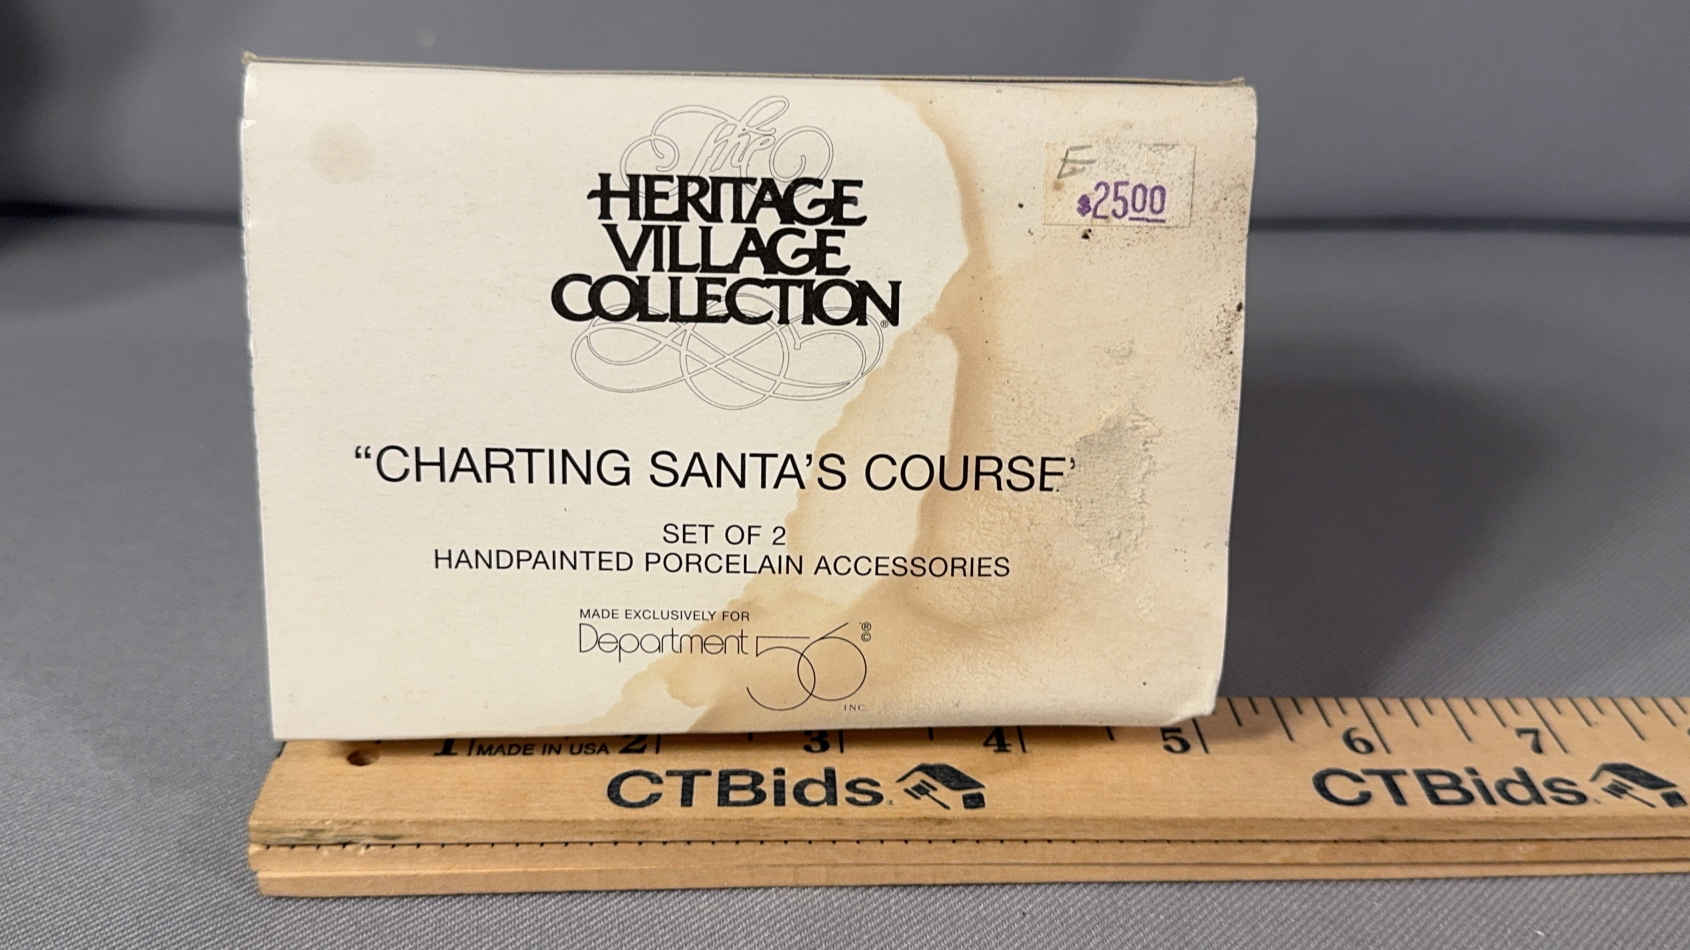 The
HERITAGE
VILLAGE
COLLECTION®
E
$2500
“CHARTING SANTA’S COURSE’
SET OF 2
HANDPAINTED PORCELAIN ACCESSORIES
MADE EXCLUSIVELY FOR
Department 56 ®©
INC.
1 MADE IN USA 2 3 4 5 6 7
CTBids. CTBids.